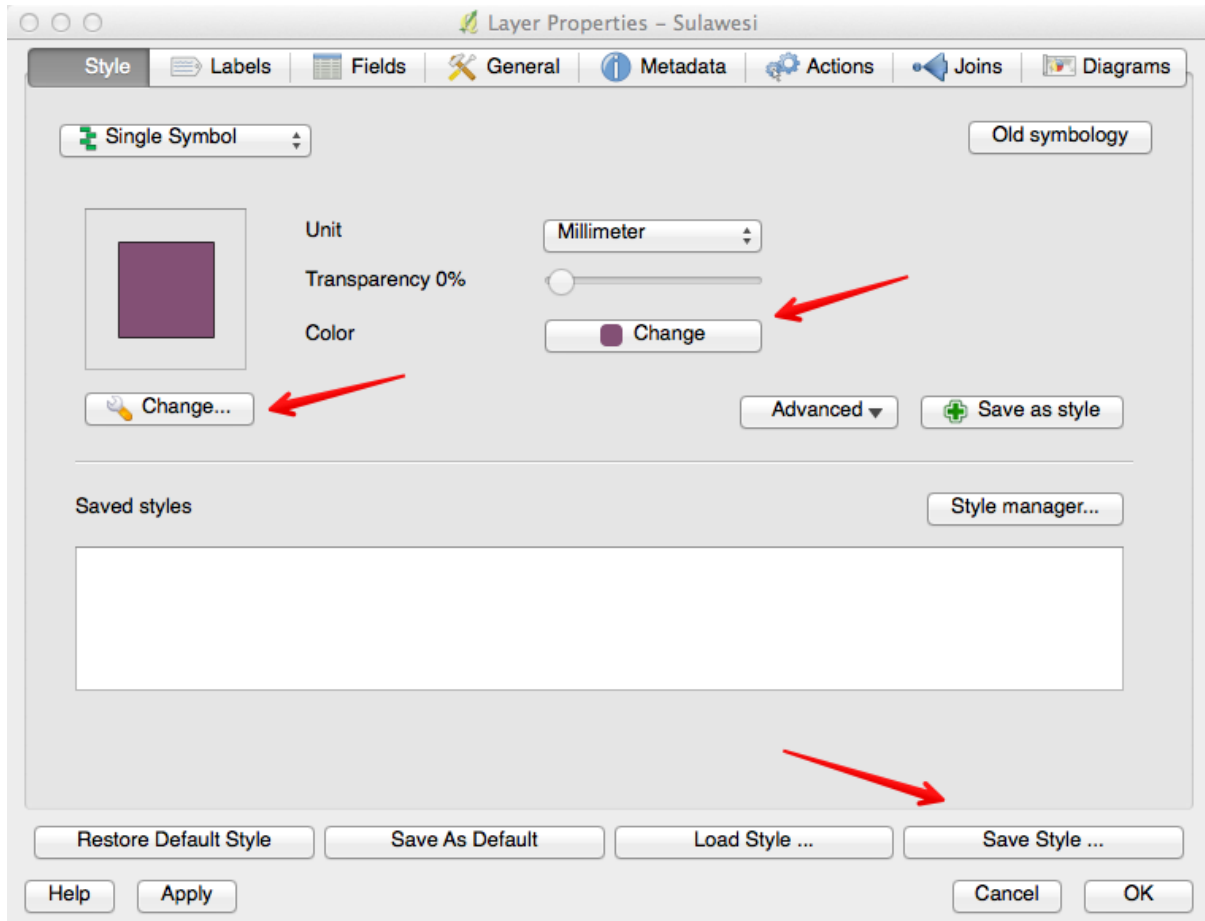 Layer Properties – Sulawesi
Style Labels Fields General Metadata Actions Joins Diagrams
Single Symbol Old symbology
Unit Millimeter
Transparency 0%
Color Change
Change... Advanced Save as style
Saved styles Style manager...
Restore Default Style Save As Default Load Style ... Save Style ...
Help Apply Cancel OK